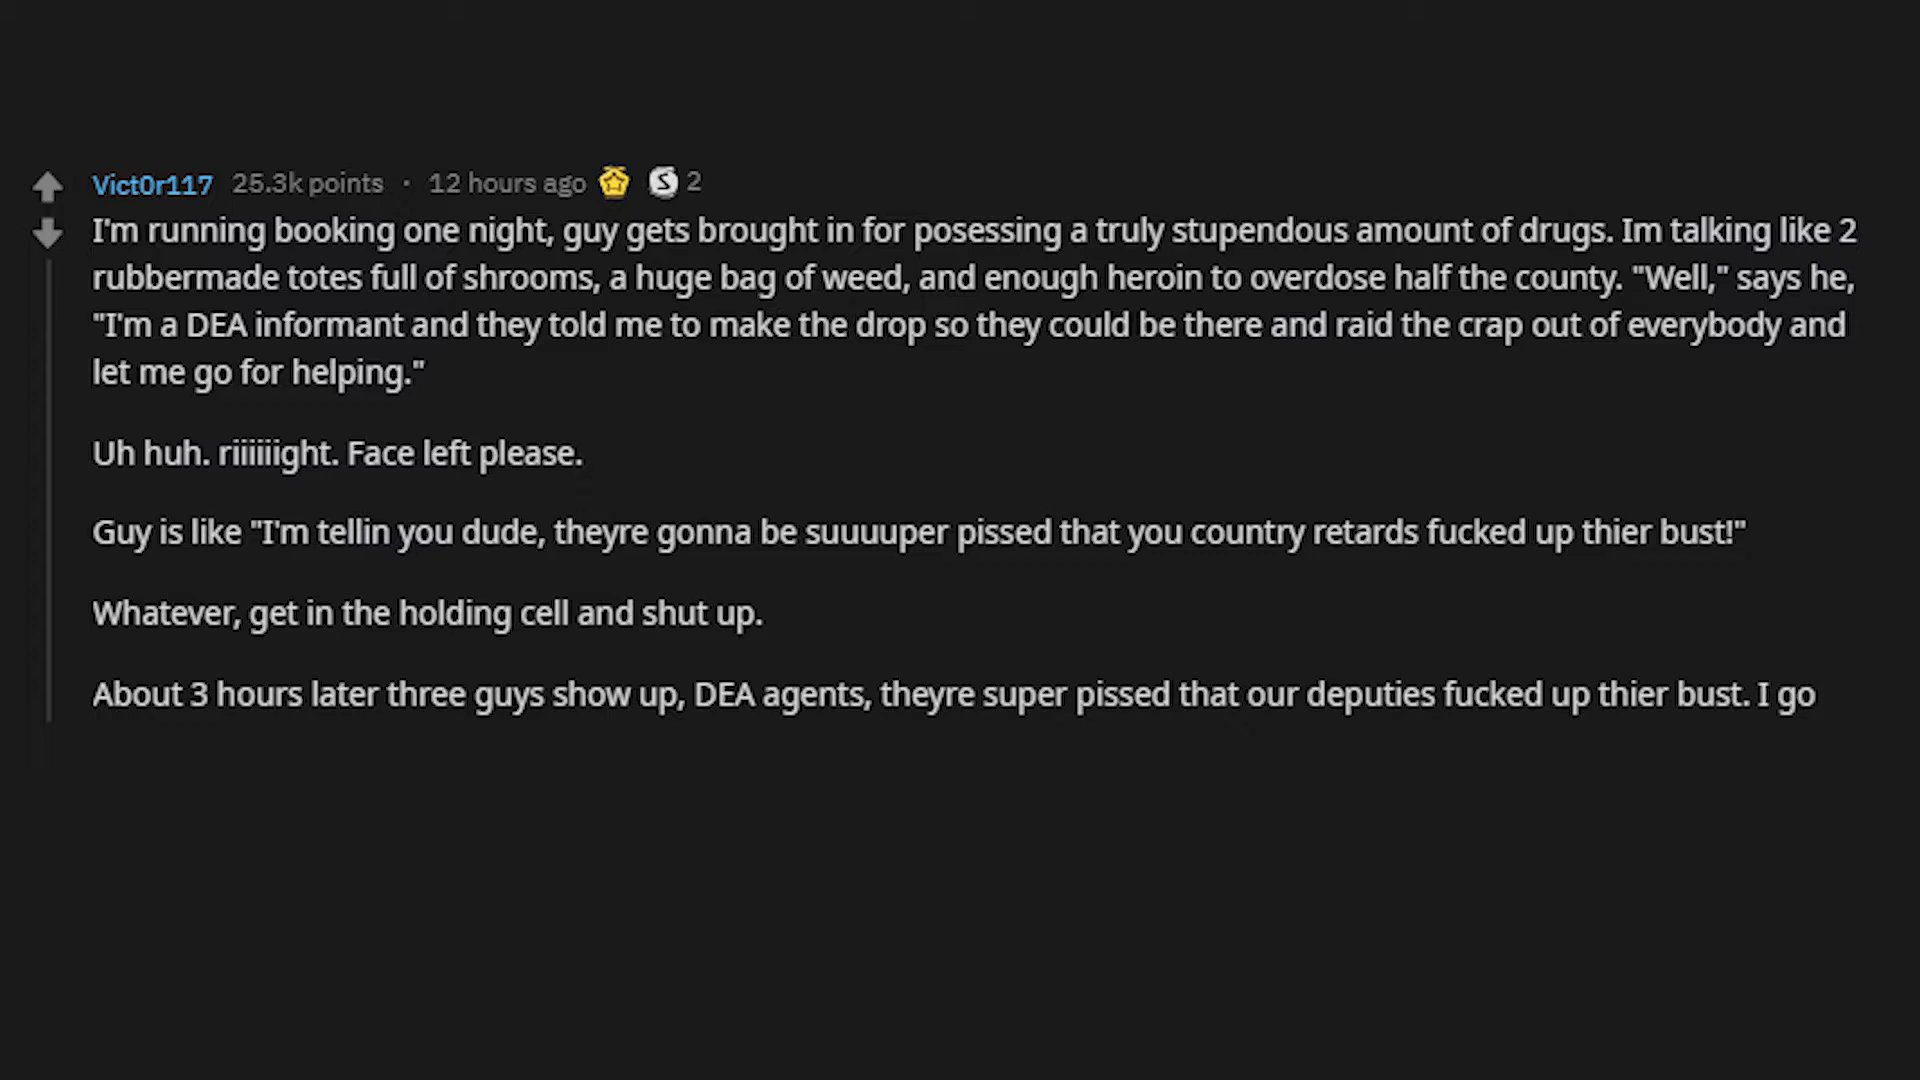 Vict0r117 25.3k points · 12 hours ago S 2
I'm running booking one night, guy gets brought in for posessing a truly stupendous amount of drugs. Im talking like 2
rubbermade totes full of shrooms, a huge bag of weed, and enough heroin to overdose half the county. "Well," says he,
"I'm a DEA informant and they told me to make the drop so they could be there and raid the crap out of everybody and
let me go for helping."
Uh huh. riiiiiight. Face left please.
Guy is like "I'm tellin you dude, theyre gonna be suuuuper pissed that you country retards fucked up thier bust!"
Whatever, get in the holding cell and shut up.
About 3 hours later three guys show up, DEA agents, theyre super pissed that our deputies fucked up thier bust. I go